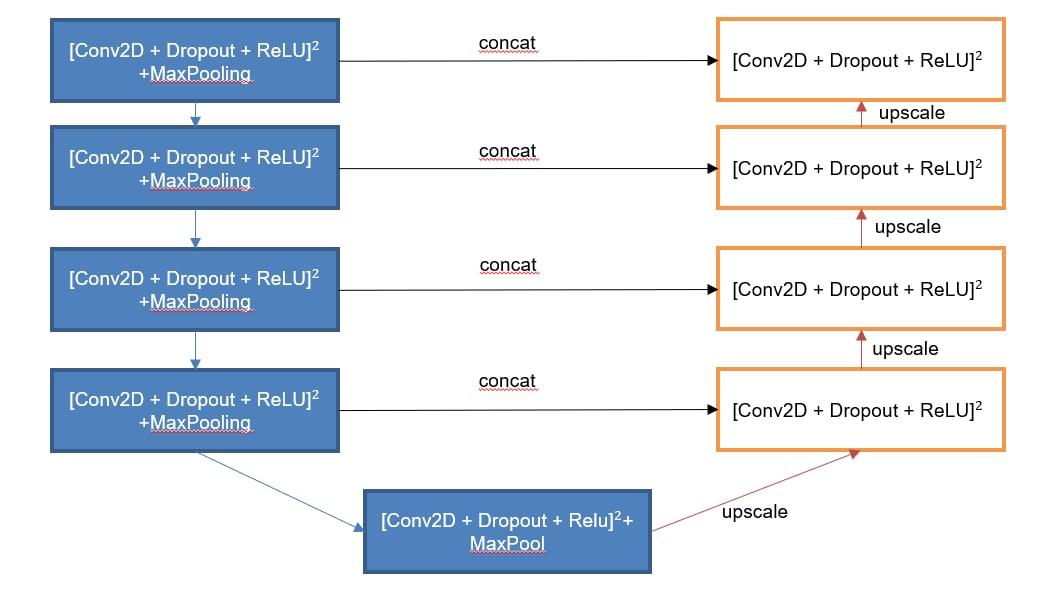 [Conv2D + Dropout + ReLU]²
+MaxPooling
concat
[Conv2D + Dropout + ReLU]²
upscale
[Conv2D + Dropout + ReLU]²
+MaxPooling
concat
[Conv2D + Dropout + ReLU]²
upscale
[Conv2D + Dropout + ReLU]²
+MaxPooling
concat
[Conv2D + Dropout + ReLU]²
upscale
[Conv2D + Dropout + ReLU]²
+MaxPooling
concat
[Conv2D + Dropout + ReLU]²
upscale
[Conv2D + Dropout + Relu]²+
MaxPool